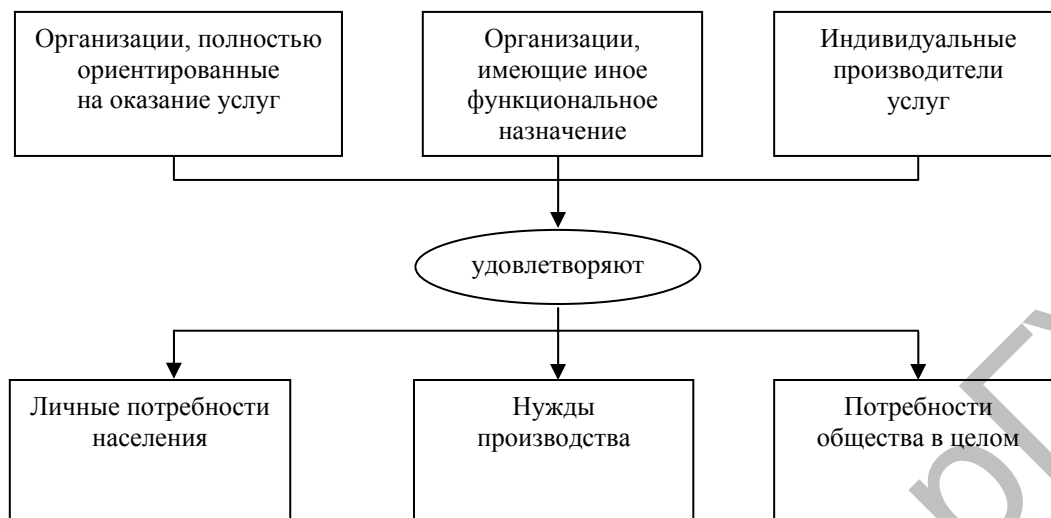 Организации, полностью
ориентированные
на оказание услуг
Организации,
имеющие иное
функциональное
назначение
Индивидуальные
производители
услуг
удовлетворяют
Личные потребности
населения
Нужды
производства
Потребности
общества в целом